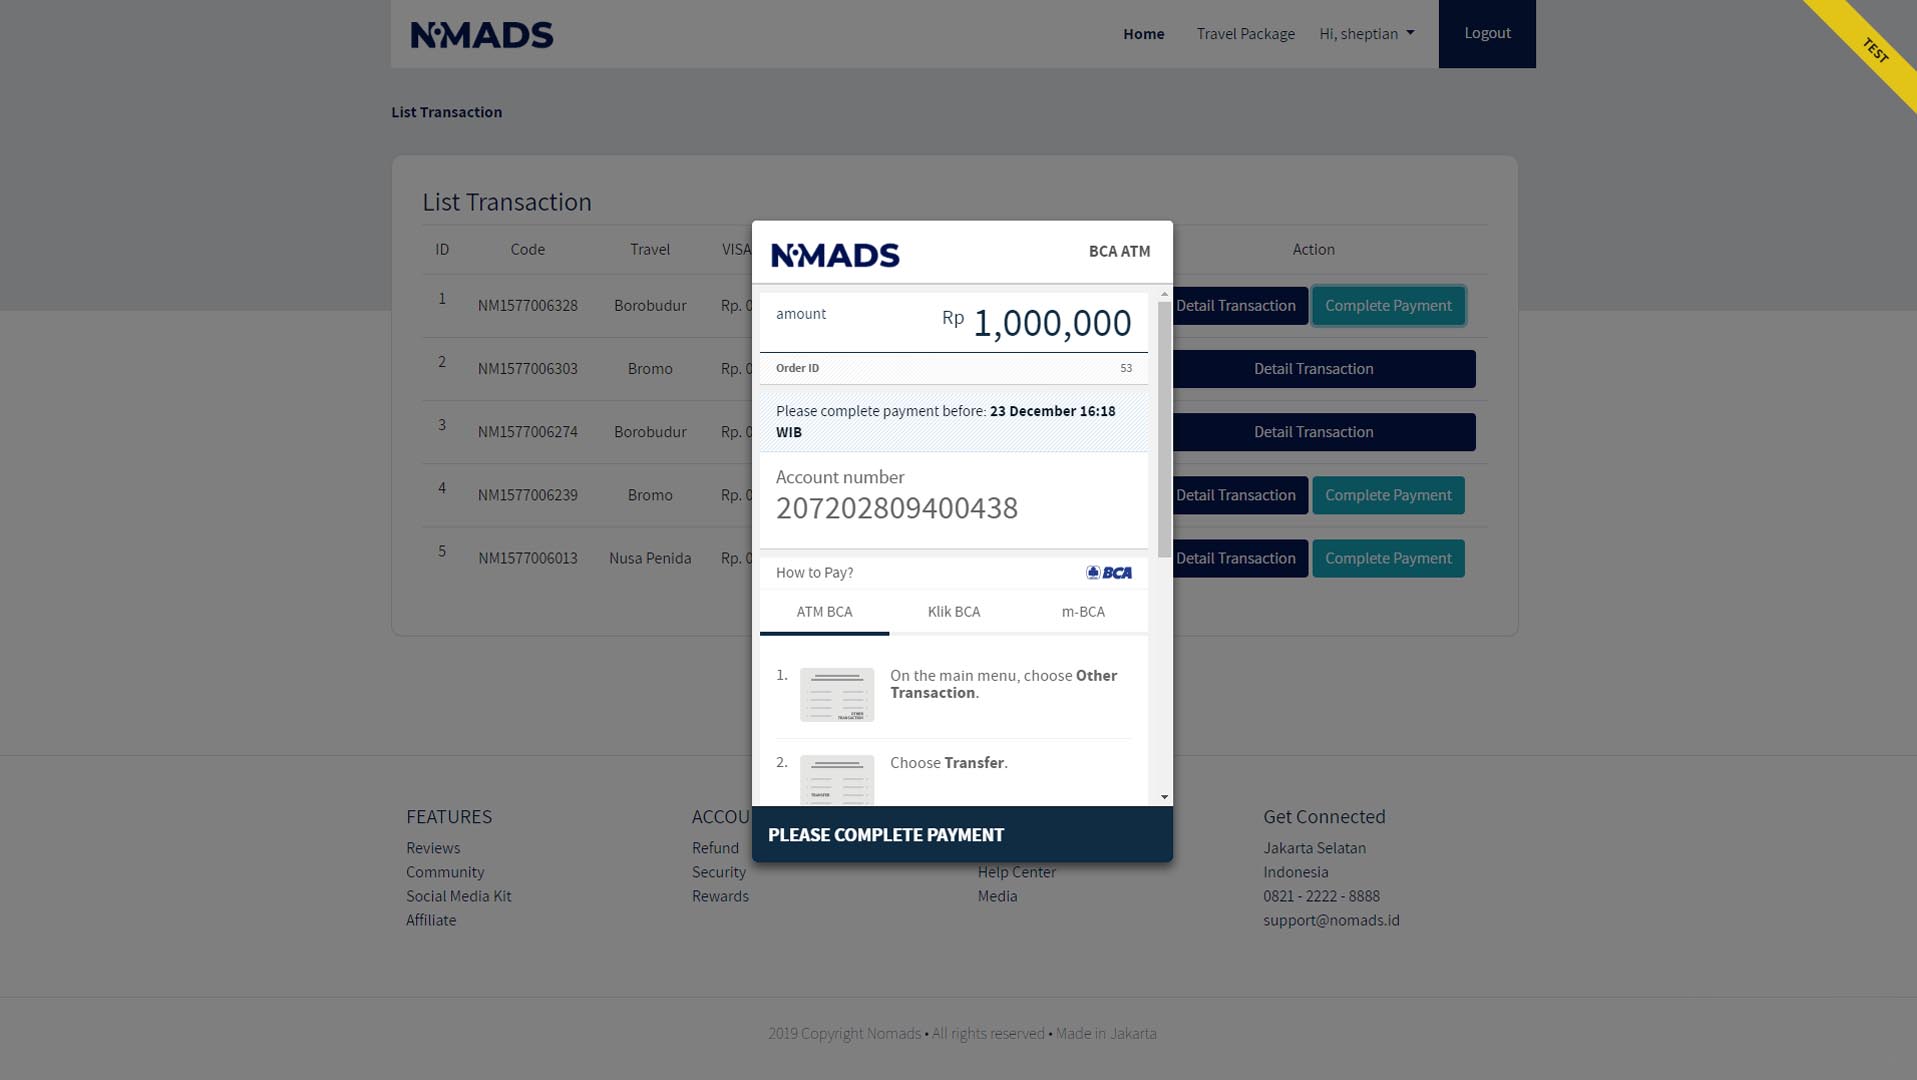 NOMADS
Home
Travel Package
Hi, sheptian
Logout
TEST
List Transaction
List Transaction
ID Code Travel VISA Action
1 NM1577006328 Borobudur Rp. 0 Detail Transaction Complete Payment
2 NM1577006303 Bromo Rp. 0 Detail Transaction
3 NM1577006274 Borobudur Rp. 0 Detail Transaction
4 NM1577006239 Bromo Rp. 0 Detail Transaction Complete Payment
5 NM1577006013 Nusa Penida Rp. 0 Detail Transaction Complete Payment
NOMADS
BCA ATM
amount Rp 1,000,000
Order ID 53
Please complete payment before: 23 December 16:18
WIB
Account number
207202809400438
How to Pay? BCA
ATM BCA Klik BCA m-BCA
1. On the main menu, choose Other
Transaction.
OTHER
TRANSACTION
2. Choose Transfer.
TRANSFER
PLEASE COMPLETE PAYMENT
FEATURES
Reviews
Community
Social Media Kit
Affiliate
ACCOU
Refund
Security
Rewards
Help Center
Media
Get Connected
Jakarta Selatan
Indonesia
0821 - 2222 - 8888
support@nomads.id
2019 Copyright Nomads • All rights reserved • Made in Jakarta